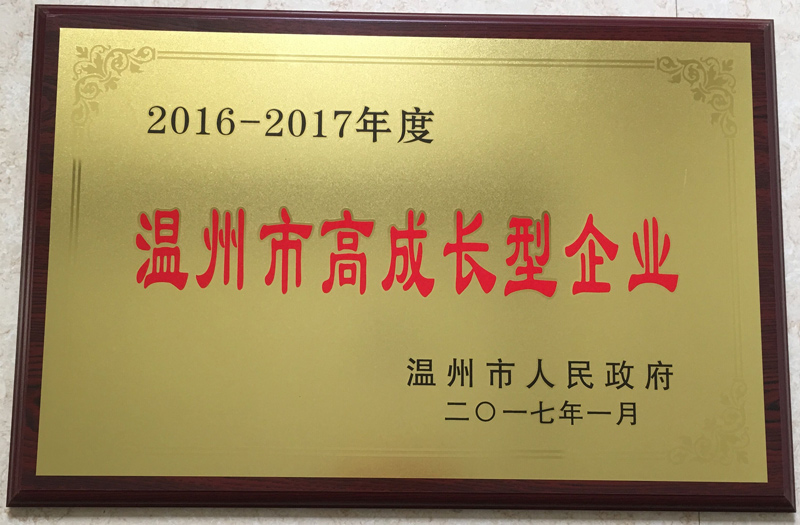 2016-2017年度
温州市高成长型企业
温州市人民政府
二〇一七年一月